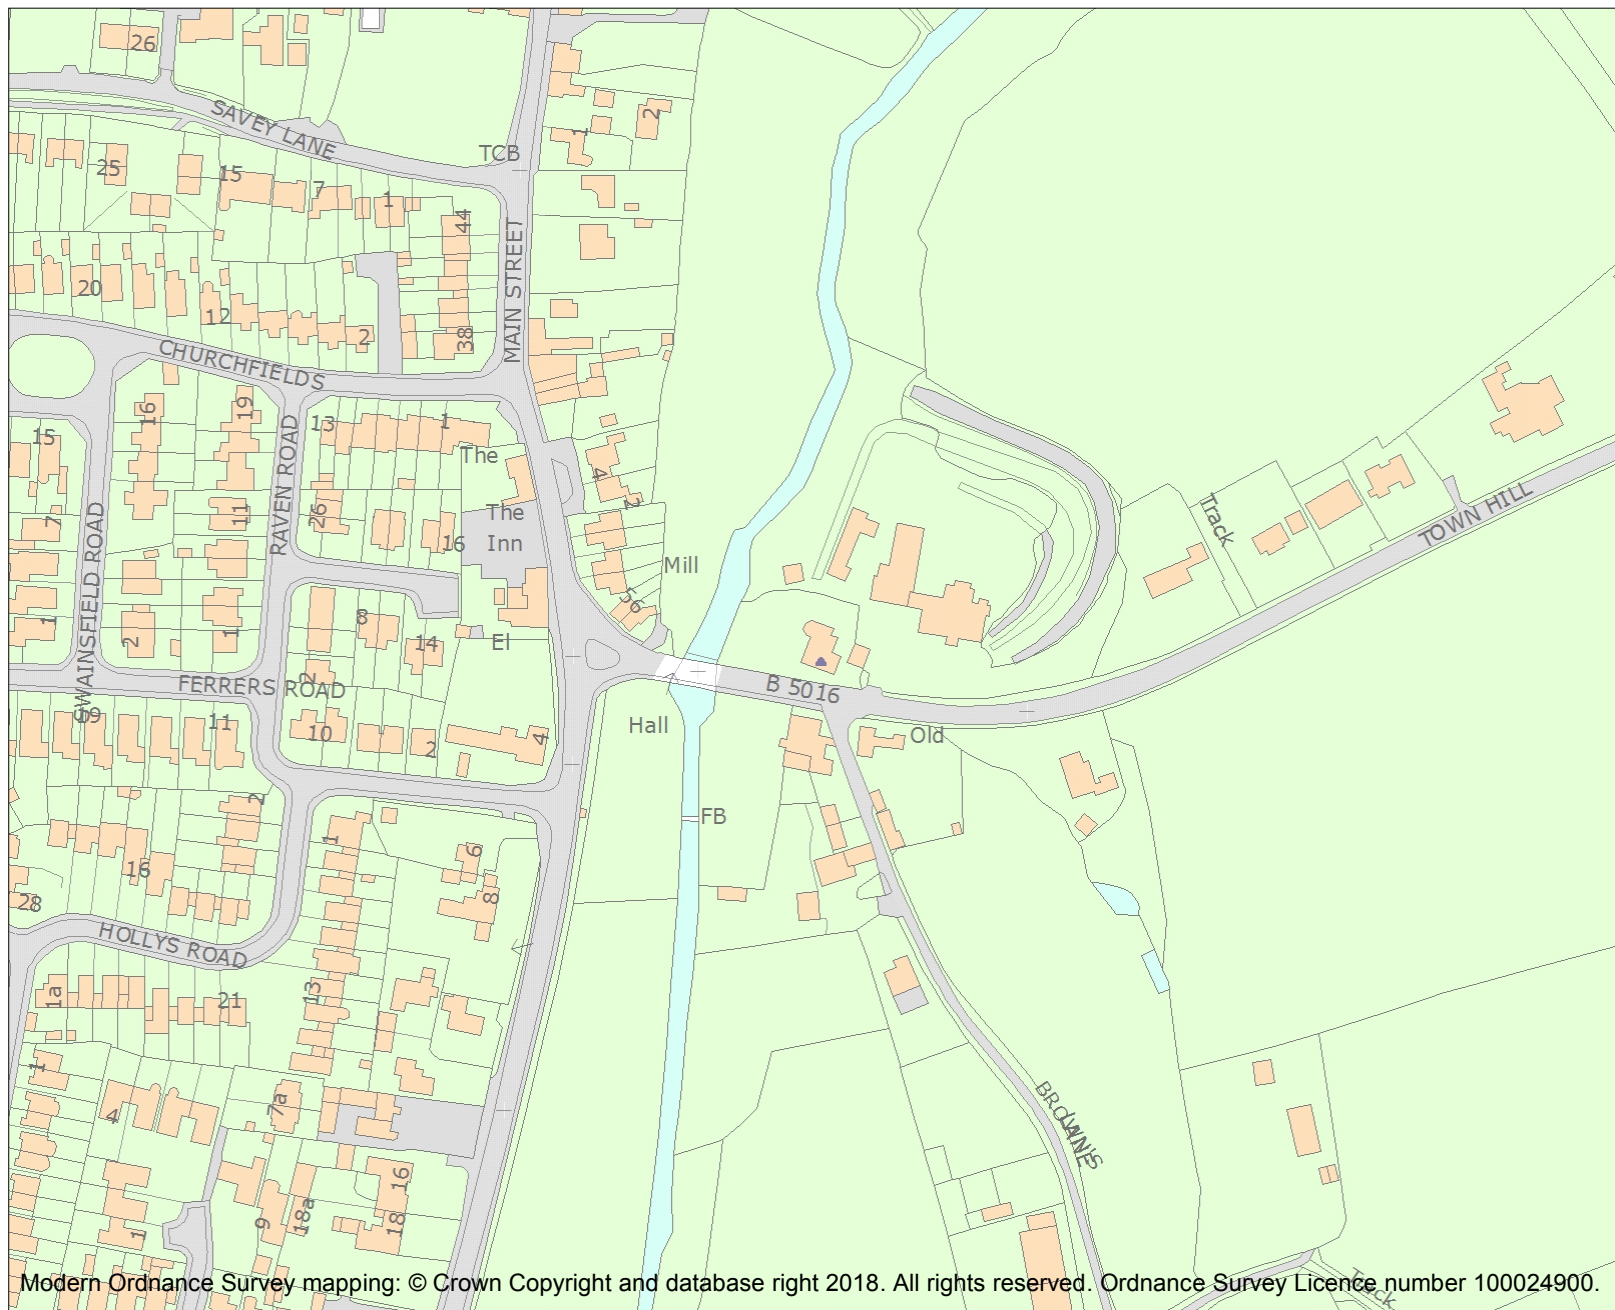 26
SAVEY LANE
TCB
1
2
25
15
7
1
44
MAIN STREET
20
12
2
38
CHURCHFIELDS
16
19
13
1
15
The
4
2
RAVEN ROAD
26
11
7
The
Inn
16
Mill
Track
TOWN HILL
SWAINSFIELD ROAD
56
1
2
1
8
14
El
2
FERRERS ROAD
B 5016
19
11
10
2
4
Hall
Old
FB
2
1
6
16
8
28
HOLLYS ROAD
1a
21
13
1
4
7a
BROWN'S
LANE
16
9
18a
18
1
Track
Modern Ordnance Survey mapping: © Crown Copyright and database right 2018. All rights reserved. Ordnance Survey Licence number 100024900.